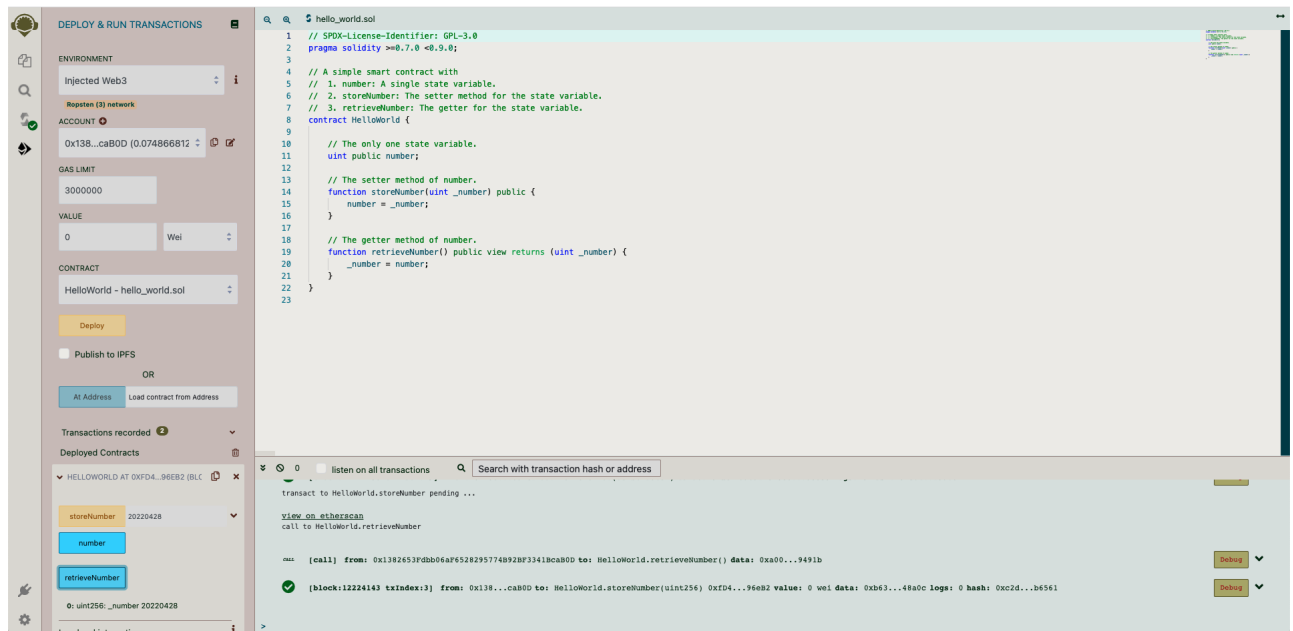 DEPLOY & RUN TRANSACTIONS
ENVIRONMENT
Injected Web3
i
Ropsten (3) network
ACCOUNT
0x138...caB0D (0.074866812
GAS LIMIT
3000000
VALUE
0
Wei
CONTRACT
HelloWorld - hello_world.sol
Deploy
Publish to IPFS
OR
At Address
Load contract from Address
Transactions recorded 2
Deployed Contracts
HELLOWORLD AT 0XFD4...96EB2 (BLC
storeNumber 20220428
number
retrieveNumber
0: uint256: _number 20220428
hello_world.sol
1 // SPDX-License-Identifier: GPL-3.0
2 pragma solidity >=0.7.0 <0.9.0;
3
4 // A simple smart contract with
5 //  1. number: A single state variable.
6 //  2. storeNumber: The setter method for the state variable.
7 //  3. retrieveNumber: The getter for the state variable.
8 contract HelloWorld {
9
10     // The only one state variable.
11     uint public number;
12
13     // The setter method of number.
14     function storeNumber(uint _number) public {
15         number = _number;
16     }
17
18     // The getter method of number.
19     function retrieveNumber() public view returns (uint _number) {
20         _number = number;
21     }
22 }
23
0 listen on all transactions Search with transaction hash or address
transact to HelloWorld.storeNumber pending ...
view on etherscan
call to HelloWorld.retrieveNumber
CALL [call] from: 0x1382653Fdbb06aF6528295774B92BF3341BcaB0D to: HelloWorld.retrieveNumber() data: 0xa00...9491b Debug
[block:12224143 txIndex:3] from: 0x138...caB0D to: HelloWorld.storeNumber(uint256) 0xfD4...96eB2 value: 0 wei data: 0xb63...48a0c logs: 0 hash: 0xc2d...b6561 Debug
>